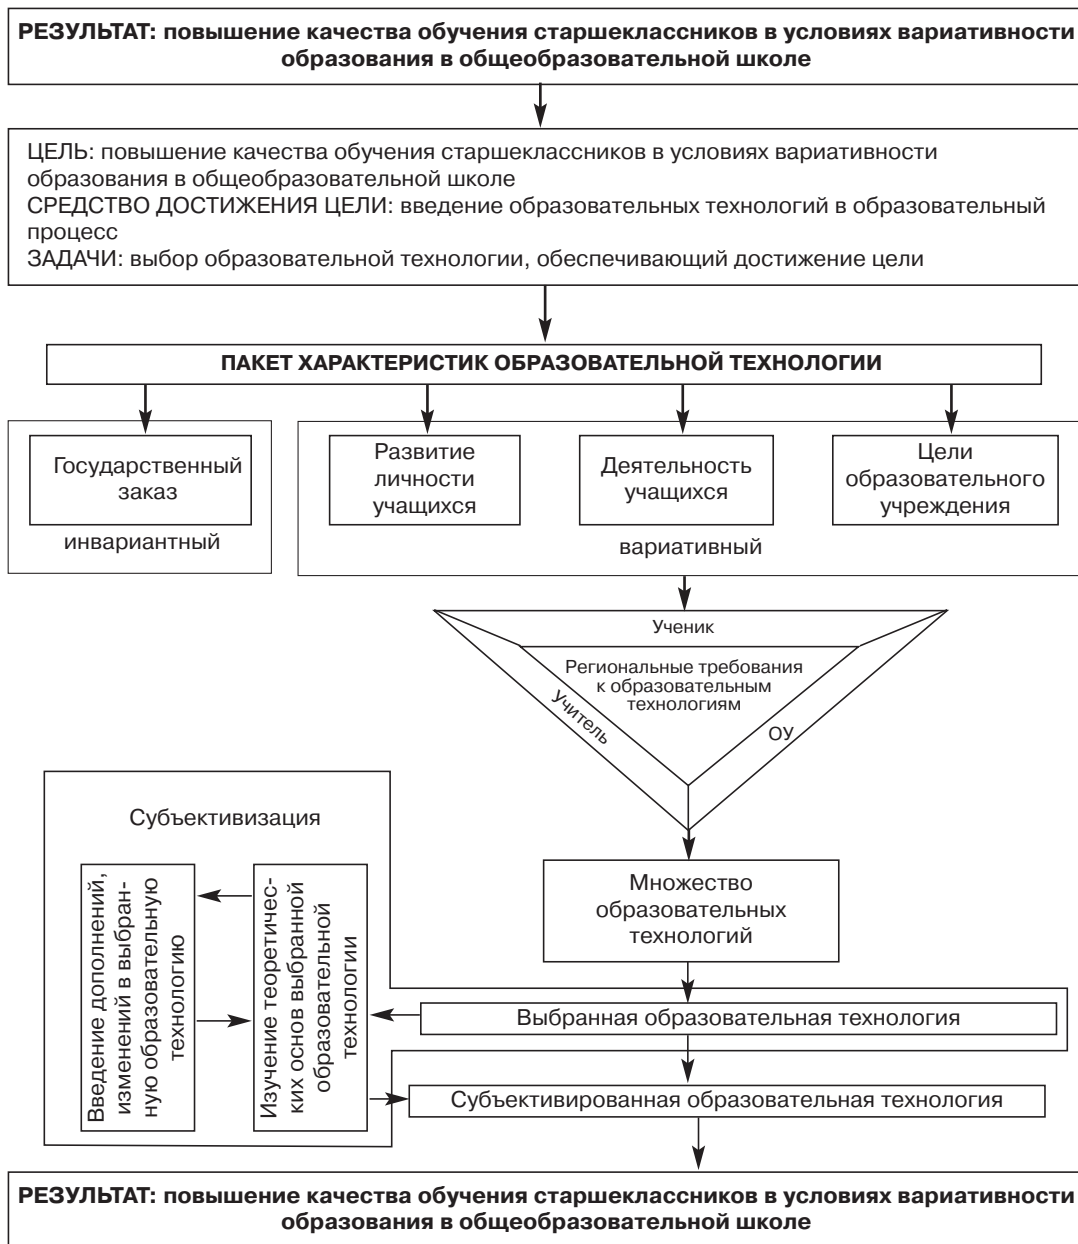 РЕЗУЛЬТАТ: повышение качества обучения старшеклассников в условиях вариативности
образования в общеобразовательной школе
ЦЕЛЬ: повышение качества обучения старшеклассников в условиях вариативности
образования в общеобразовательной школе
СРЕДСТВО ДОСТИЖЕНИЯ ЦЕЛИ: введение образовательных технологий в образовательный
процесс
ЗАДАЧИ: выбор образовательной технологии, обеспечивающий достижение цели
ПАКЕТ ХАРАКТЕРИСТИК ОБРАЗОВАТЕЛЬНОЙ ТЕХНОЛОГИИ
Государственный
заказ
инвариантный
Развитие
личности
учащихся
Деятельность
учащихся
Цели
образовательного
учреждения
вариативный
Ученик
Региональные требования
к образовательным
технологиям
Учитель
ОУ
Субъективизация
Введение дополнений,
изменений в выбран-
ную образовательную
технологию
Изучение теоретичес-
ких основ выбранной
образовательной
технологии
Множество
образовательных
технологий
Выбранная образовательная технология
Субъективированная образовательная технология
РЕЗУЛЬТАТ: повышение качества обучения старшеклассников в условиях вариативности
образования в общеобразовательной школе